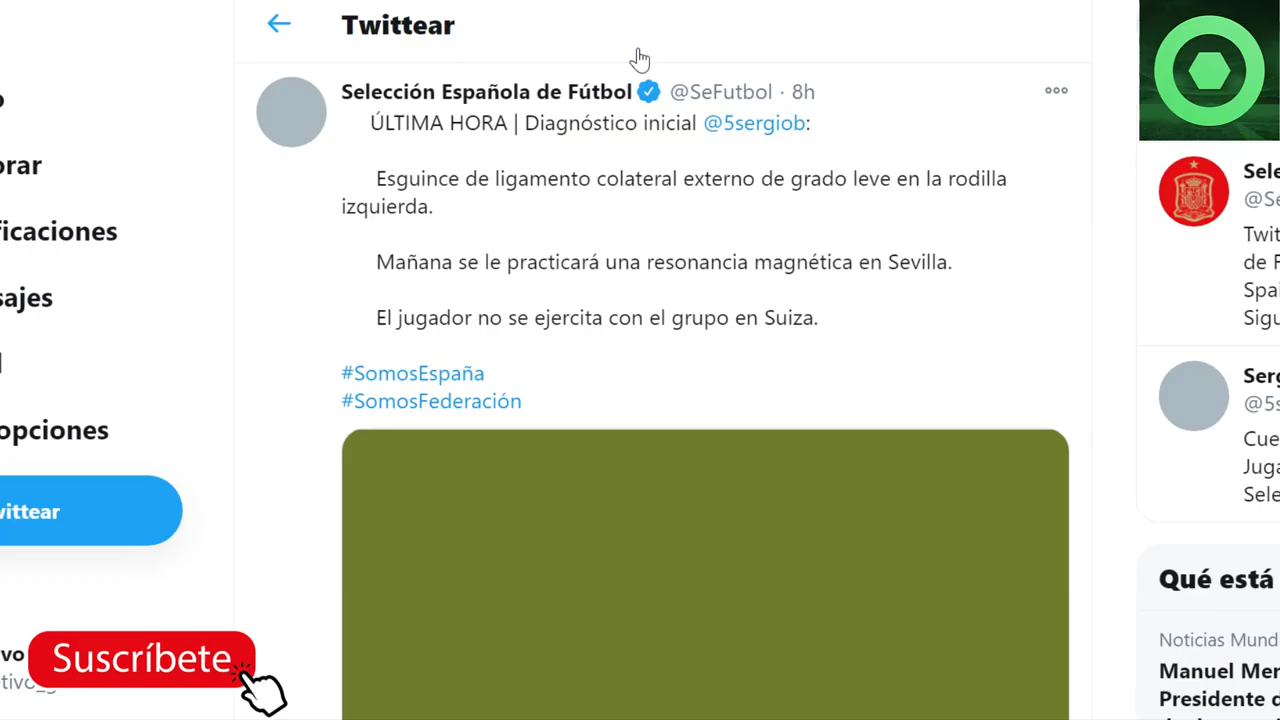 Twittear
Selección Española de Fútbol @SeFutbol · 8h
ÚLTIMA HORA | Diagnóstico inicial @5sergiob:
Esguince de ligamento colateral externo de grado leve en la rodilla
izquierda.
Mañana se le practicará una resonancia magnética en Sevilla.
El jugador no se ejercita con el grupo en Suiza.
#SomosEspaña
#SomosFederación
orar
ficaciones
sajes
opciones
vittear
Suscríbete
vo
Sele
@Se
Twit
de F
Spai
Sigu
Serg
@5s
Cue
Juga
Sele
Qué está
Noticias Mund
Manuel Mer
Presidente d